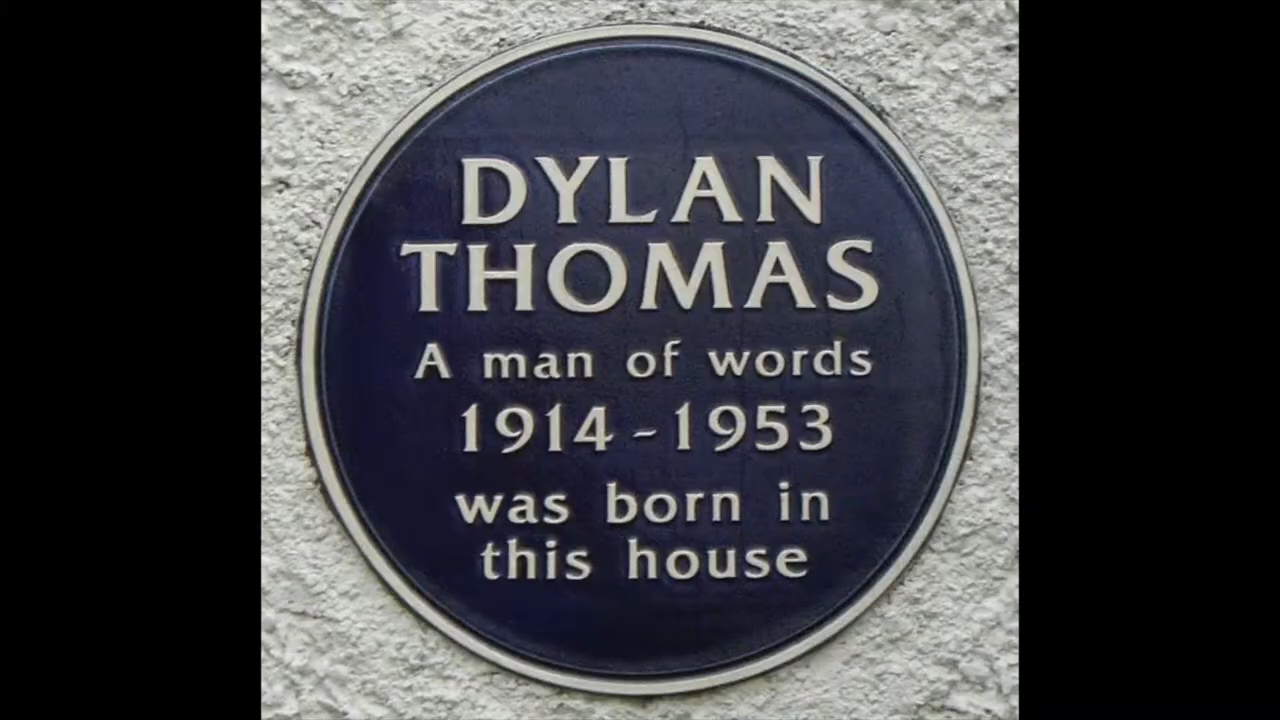 DYLAN
THOMAS
A man of words
1914 - 1953
was born in
this house